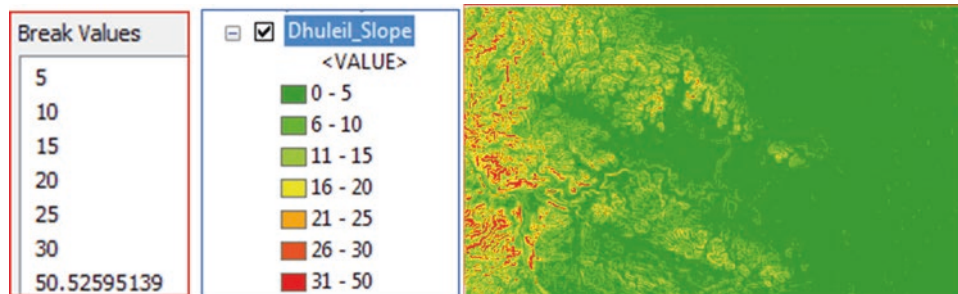 Break Values
5
10
15
20
25
30
50.52595139
Dhuleil_Slope
<VALUE>
0 - 5
6 - 10
11 - 15
16 - 20
21 - 25
26 - 30
31 - 50